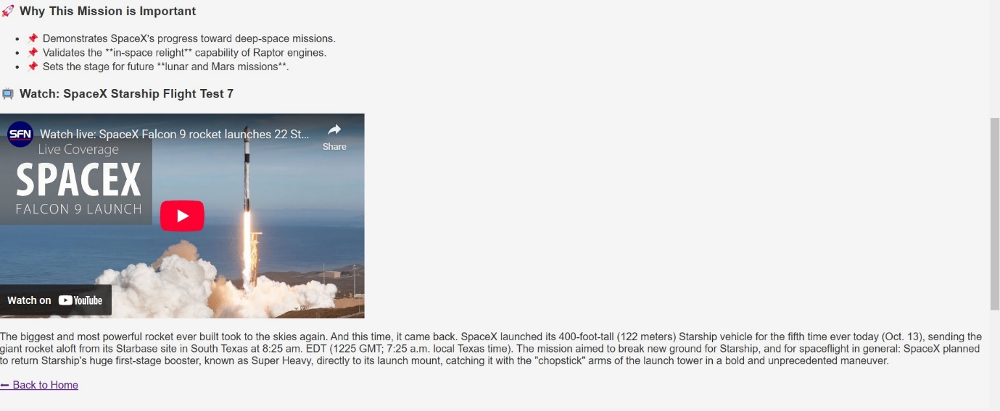 🚀 Why This Mission is Important
• 📌 Demonstrates SpaceX's progress toward deep-space missions.
• 📌 Validates the **in-space relight** capability of Raptor engines.
• 📌 Sets the stage for future **lunar and Mars missions**.
📺 Watch: SpaceX Starship Flight Test 7
SFN Watch live: SpaceX Falcon 9 rocket launches 22 St...
Share
Live Coverage
SPACEX
FALCON 9 LAUNCH
Watch on YouTube
The biggest and most powerful rocket ever built took to the skies again. And this time, it came back. SpaceX launched its 400-foot-tall (122 meters) Starship vehicle for the fifth time ever today (Oct. 13), sending the
giant rocket aloft from its Starbase site in South Texas at 8:25 am. EDT (1225 GMT; 7:25 a.m. local Texas time). The mission aimed to break new ground for Starship, and for spaceflight in general: SpaceX planned
to return Starship's huge first-stage booster, known as Super Heavy, directly to its launch mount, catching it with the "chopstick" arms of the launch tower in a bold and unprecedented maneuver.
← Back to Home